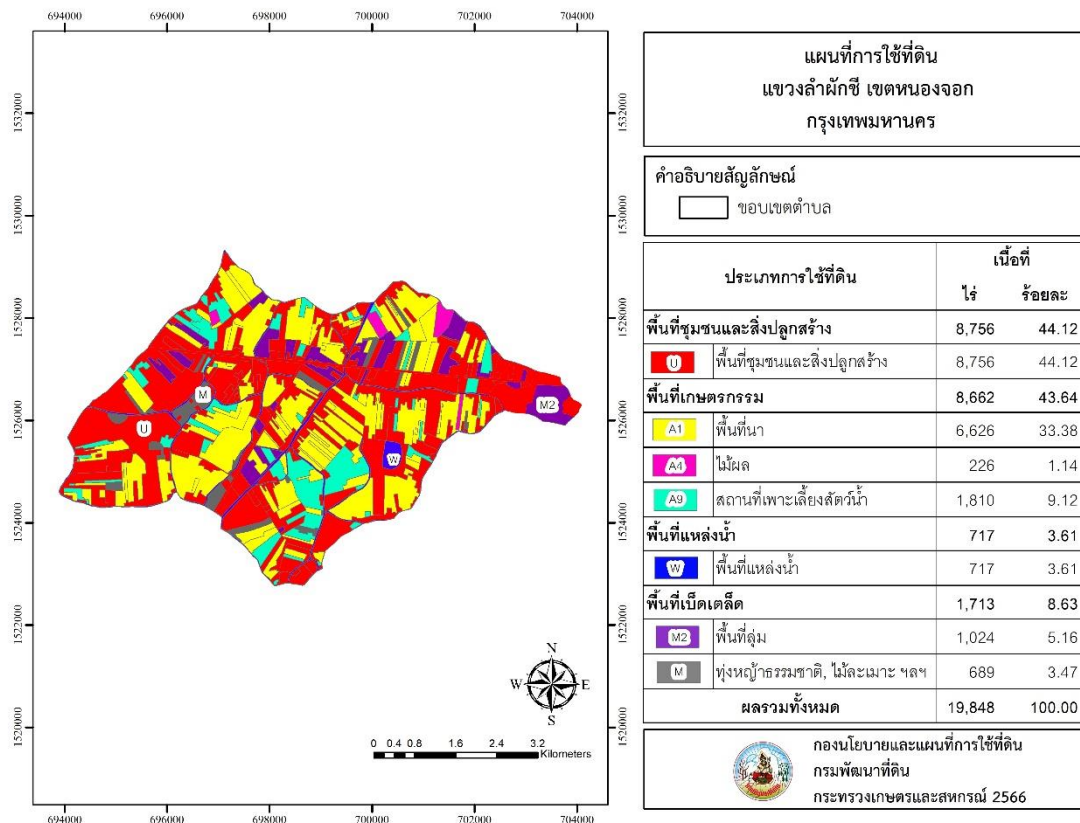 694000 696000 698000 700000 702000 704000
1532000 1532000
1530000 1530000
1528000 1528000
1526000 1526000
1524000 1524000
1522000 1522000
1520000 1520000
M
U
M2
W
N
W E
S
0 0.4 0.8 1.6 2.4 3.2
Kilometers
694000 696000 698000 700000 702000 704000
แผนที่การใช้ที่ดิน
แขวงลำผักชี เขตหนองจอก
กรุงเทพมหานคร
คำอธิบายสัญลักษณ์
ขอบเขตตำบล
ประเภทการใช้ที่ดิน เนื้อที่
ไร่ ร้อยละ
พื้นที่ชุมชนและสิ่งปลูกสร้าง 8,756 44.12
U พื้นที่ชุมชนและสิ่งปลูกสร้าง 8,756 44.12
พื้นที่เกษตรกรรม 8,662 43.64
A1 พื้นที่นา 6,626 33.38
A4 ไม้ผล 226 1.14
A9 สถานที่เพาะเลี้ยงสัตว์น้ำ 1,810 9.12
พื้นที่แหล่งน้ำ 717 3.61
W พื้นที่แหล่งน้ำ 717 3.61
พื้นที่เบ็ดเตล็ด 1,713 8.63
M2 พื้นที่ลุ่ม 1,024 5.16
M ทุ่งหญ้าธรรมชาติ, ไม้ละเมาะ ฯลฯ 689 3.47
ผลรวมทั้งหมด 19,848 100.00
กองนโยบายและแผนที่การใช้ที่ดิน
กรมพัฒนาที่ดิน
กระทรวงเกษตรและสหกรณ์ 2566